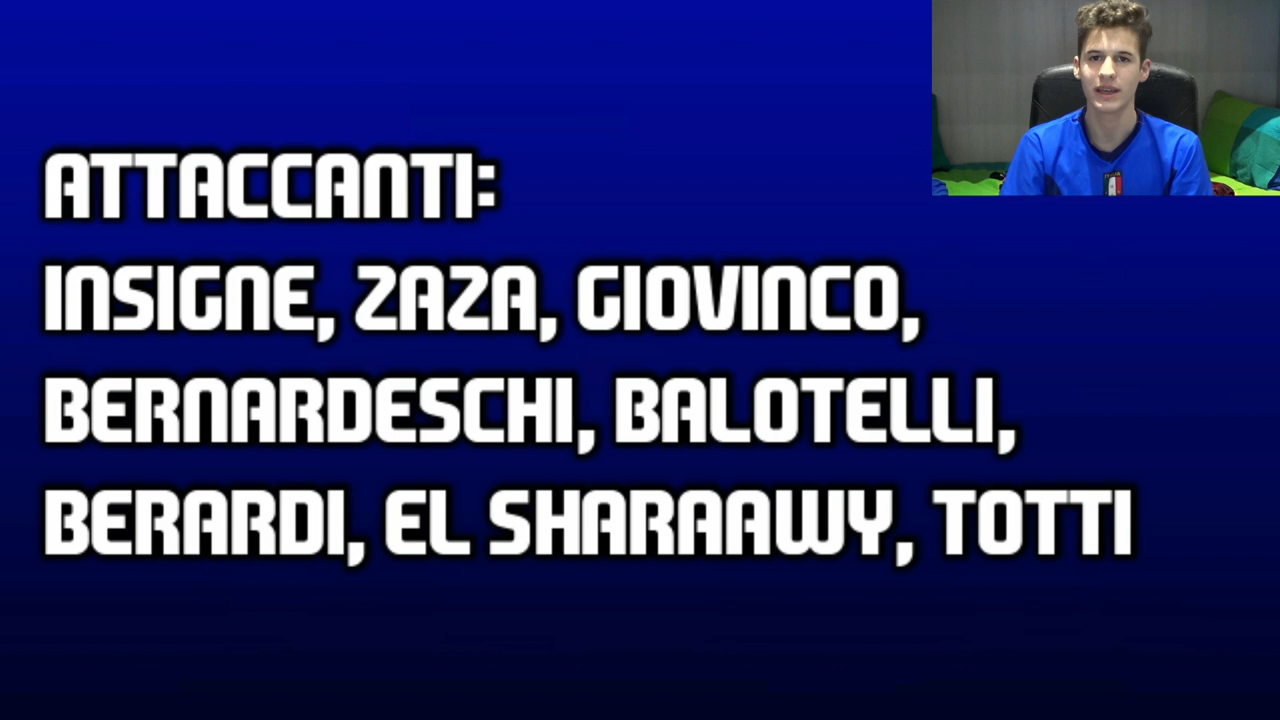 ATTACCANTI:
INSIGNE, ZAZA, GIOVINCO,
BERNARDESCHI, BALOTELLI,
BERARDI, EL SHARAAWY, TOTTI